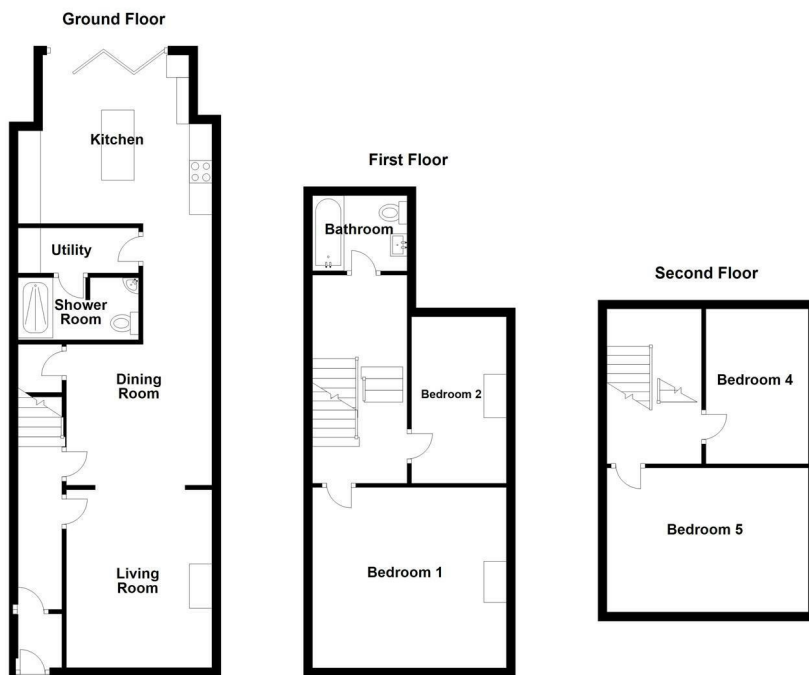 Ground Floor
Kitchen
Utility
Shower
Room
Dining
Room
Living
Room
First Floor
Bathroom
Bedroom 2
Bedroom 1
Second Floor
Bedroom 4
Bedroom 5